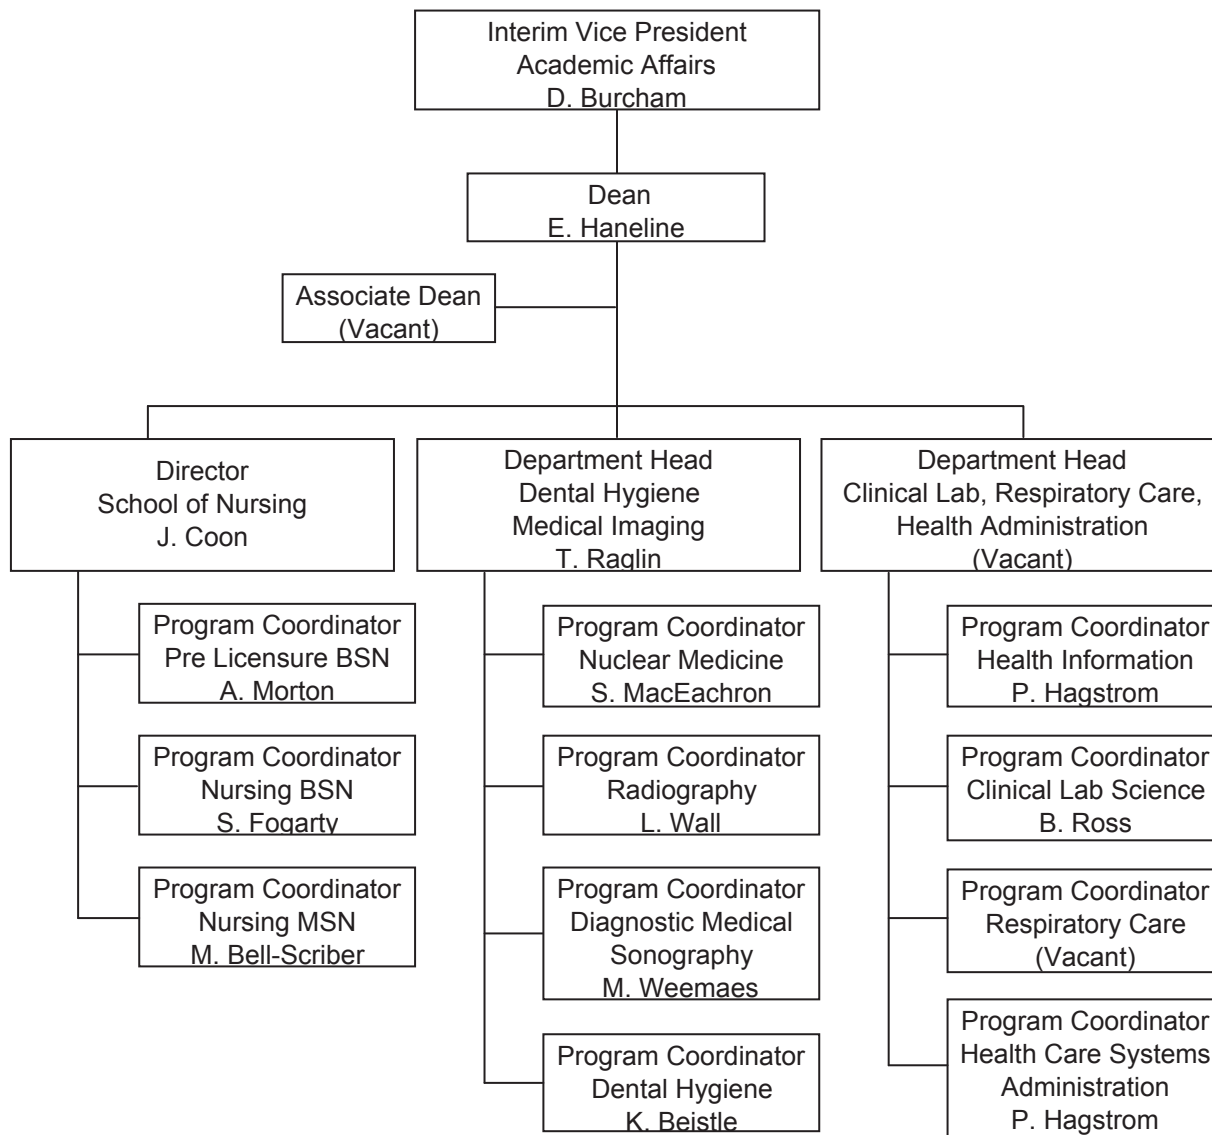 Interim Vice President
Academic Affairs
D. Burcham
Dean
E. Haneline
Associate Dean
(Vacant)
Director
School of Nursing
J. Coon
Department Head
Dental Hygiene
Medical Imaging
T. Raglin
Department Head
Clinical Lab, Respiratory Care,
Health Administration
(Vacant)
Program Coordinator
Pre Licensure BSN
A. Morton
Program Coordinator
Nursing BSN
S. Fogarty
Program Coordinator
Nursing MSN
M. Bell-Scriber
Program Coordinator
Nuclear Medicine
S. MacEachron
Program Coordinator
Radiography
L. Wall
Program Coordinator
Diagnostic Medical
Sonography
M. Weemaes
Program Coordinator
Dental Hygiene
K. Beistle
Program Coordinator
Health Information
P. Hagstrom
Program Coordinator
Clinical Lab Science
B. Ross
Program Coordinator
Respiratory Care
(Vacant)
Program Coordinator
Health Care Systems
Administration
P. Hagstrom